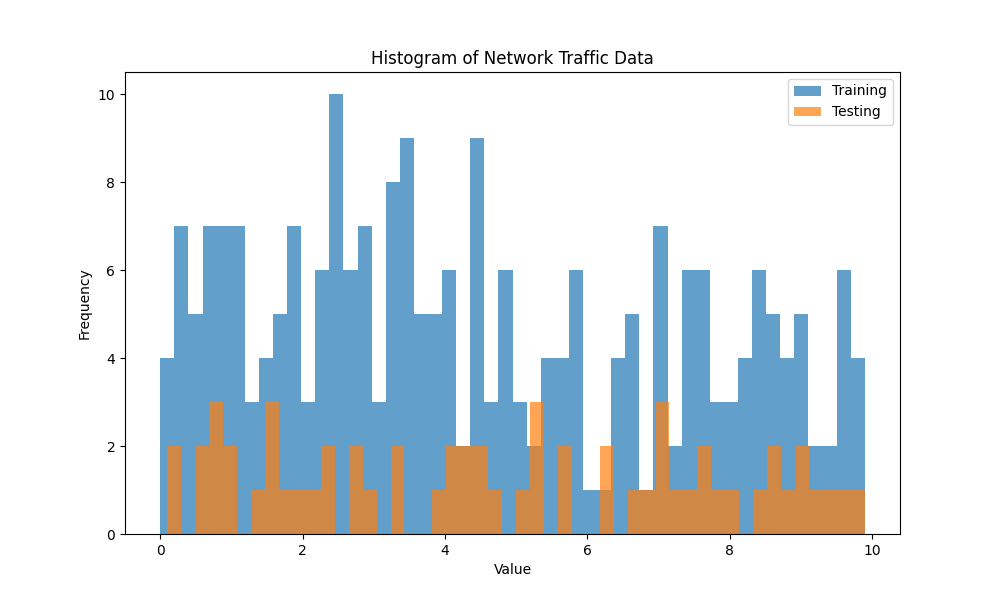 Histogram of Network Traffic Data
Training
Testing
10
8
6
4
2
0
Frequency
0 2 4 6 8 10
Value